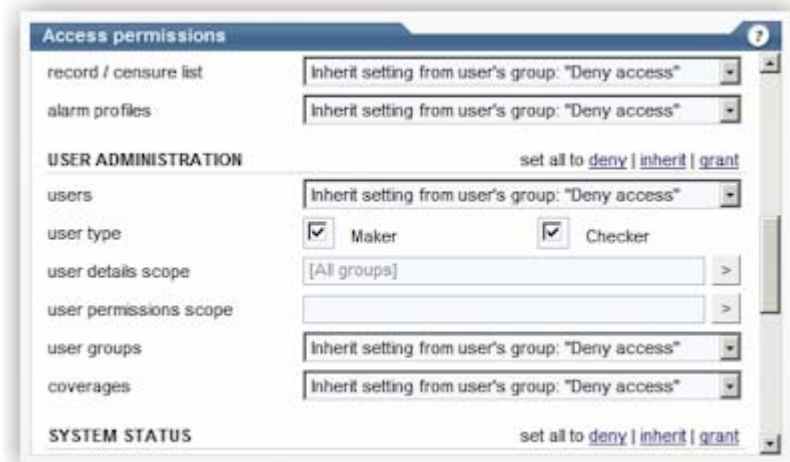 Access permissions ?
record / censure list Inherit setting from user's group: "Deny access"
alarm profiles Inherit setting from user's group: "Deny access"
USER ADMINISTRATION set all to deny | inherit | grant
users Inherit setting from user's group: "Deny access"
user type Maker Checker
user details scope [All groups] >
user permissions scope >
user groups Inherit setting from user's group: "Deny access"
coverages Inherit setting from user's group: "Deny access"
SYSTEM STATUS set all to deny | inherit | grant